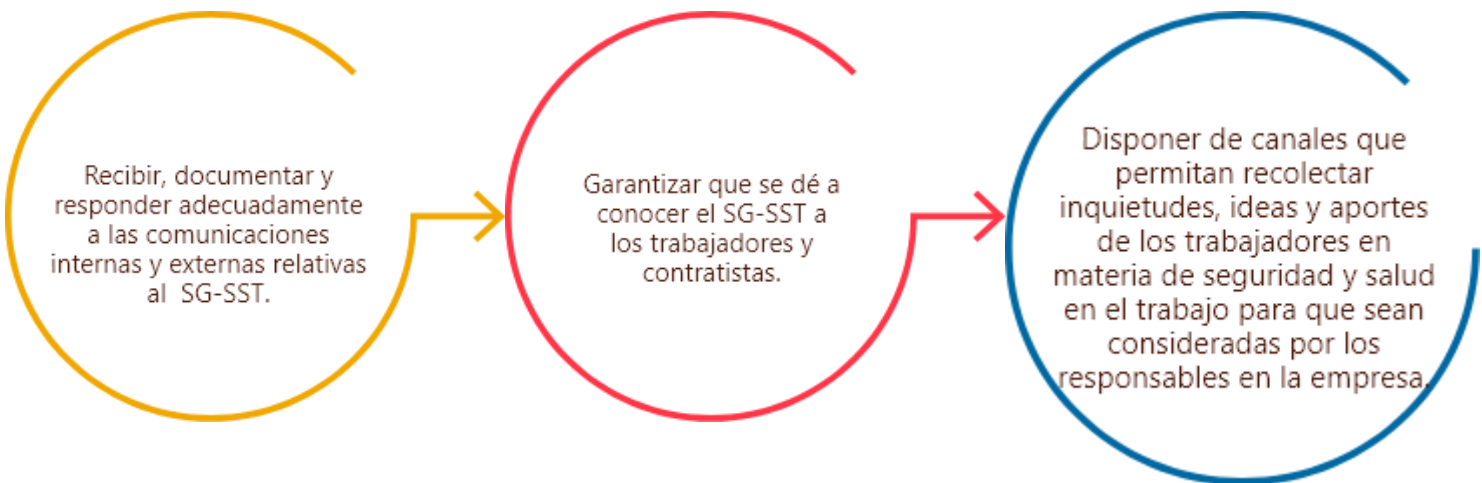 Recibir, documentar y
responder adecuadamente
a las comunicaciones
internas y externas relativas
al  SG-SST.
Garantizar que se dé a
conocer el SG-SST a
los trabajadores y
contratistas.
Disponer de canales que
permitan recolectar
inquietudes, ideas y aportes
de los trabajadores en
materia de seguridad y salud
en el trabajo para que sean
consideradas por los
responsables en la empresa.